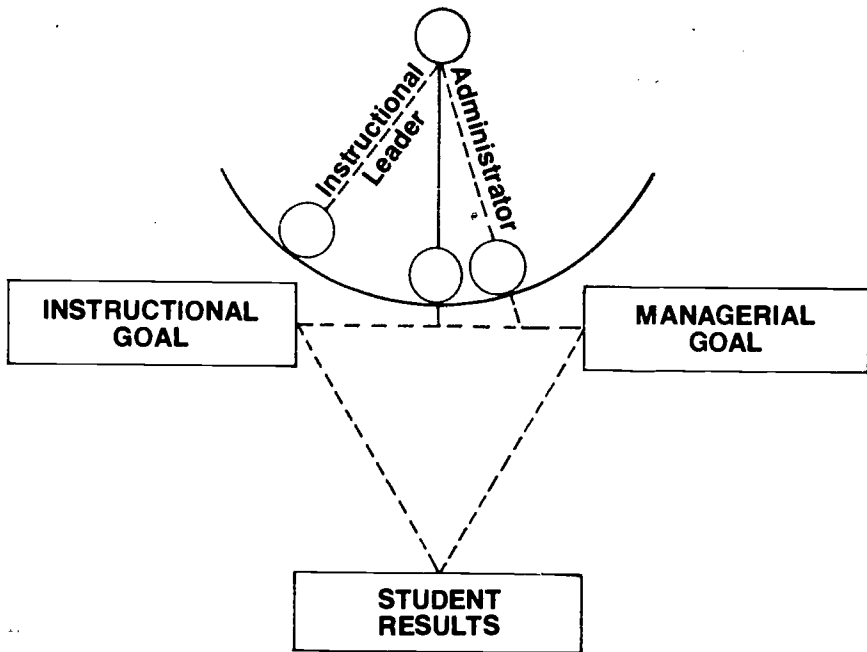 Instructional
Leader
Administrator
INSTRUCTIONAL
GOAL
MANAGERIAL
GOAL
STUDENT
RESULTS